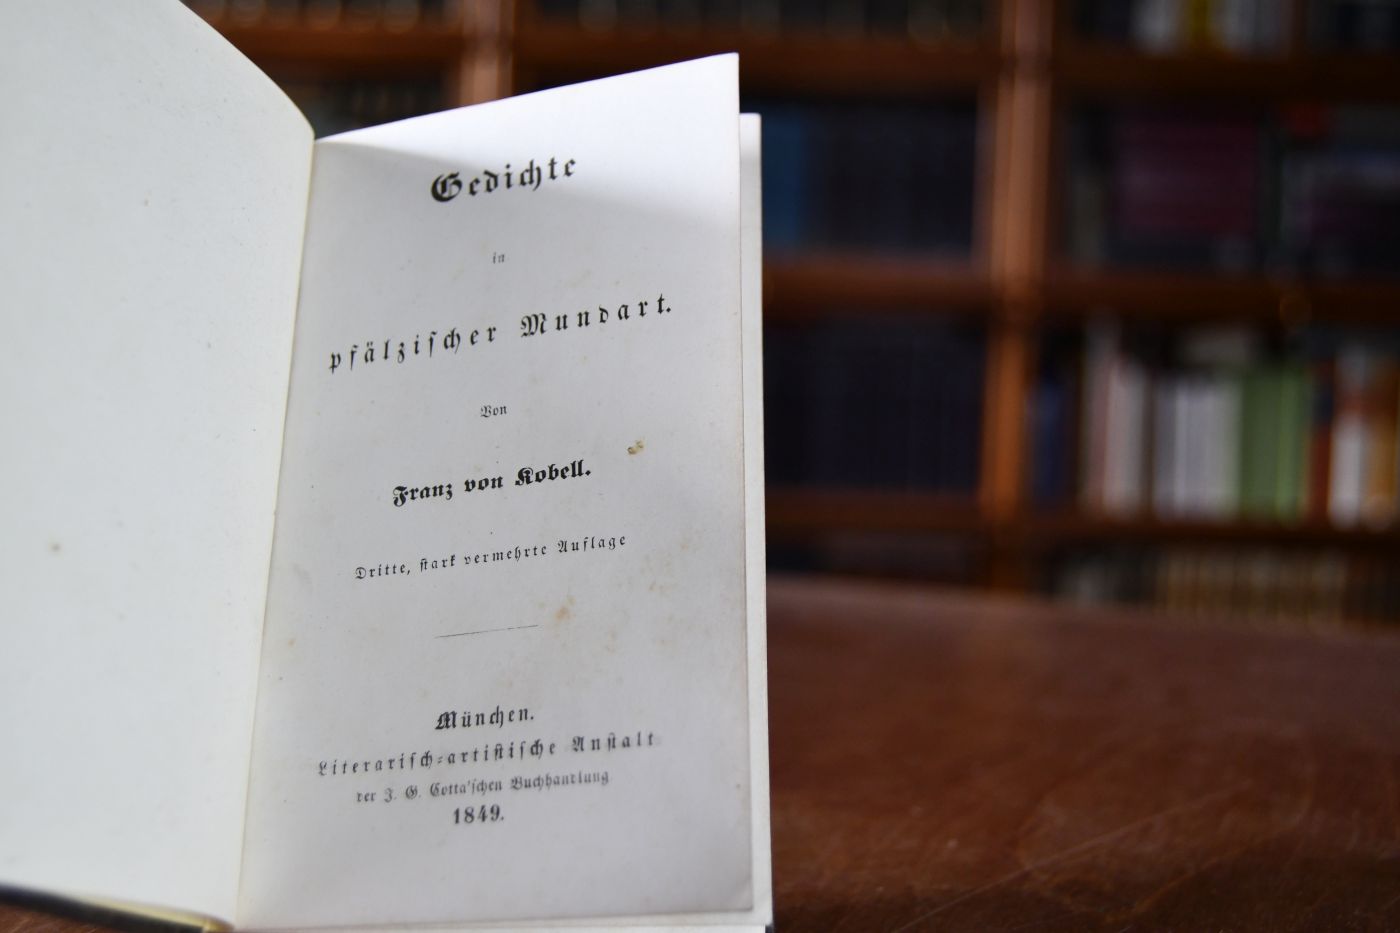 Gedichte
in
pfälzischer Mundart.
Von
Franz von Kobell.
Dritte, stark vermehrte Auflage
München.
Literarisch-artistische Anstalt
der J. G. Cotta'schen Buchhandlung
1849.